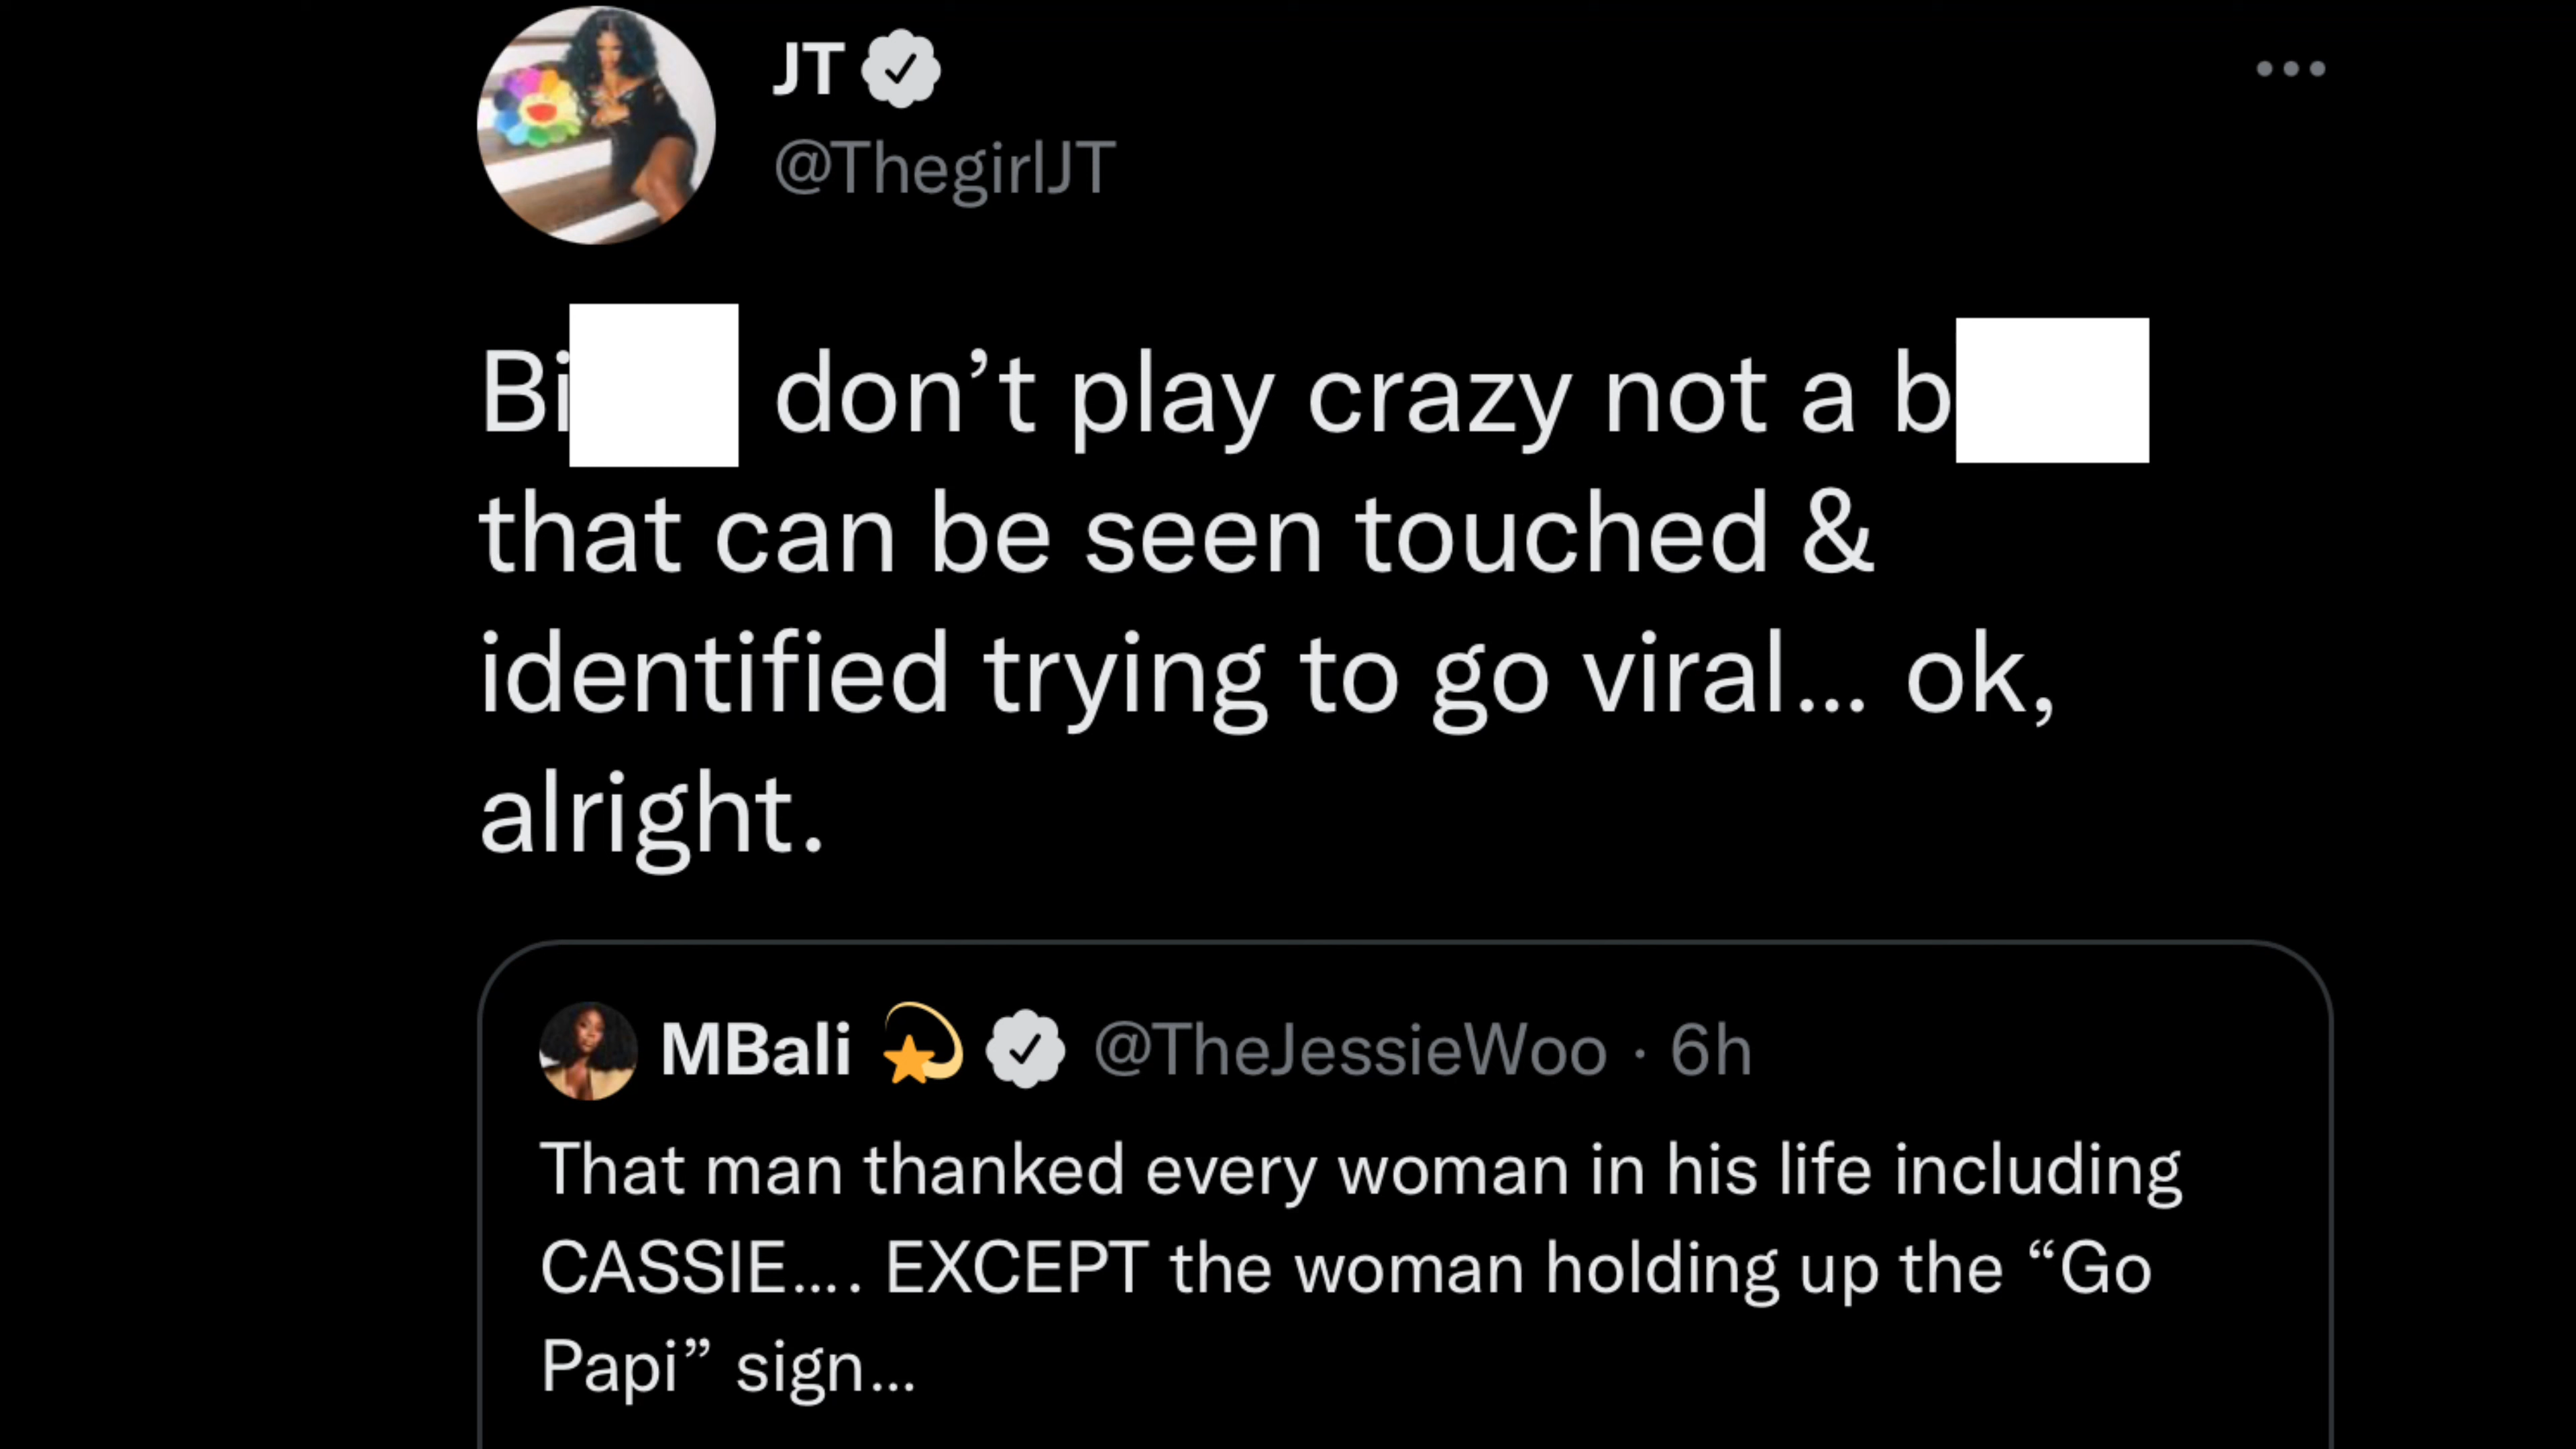 JT
@ThegirlJT
Bi don’t play crazy not a b
that can be seen touched &
identified trying to go viral... ok,
alright.
MBali 💫 @TheJessieWoo · 6h
That man thanked every woman in his life including
CASSIE.... EXCEPT the woman holding up the “Go
Papi” sign...